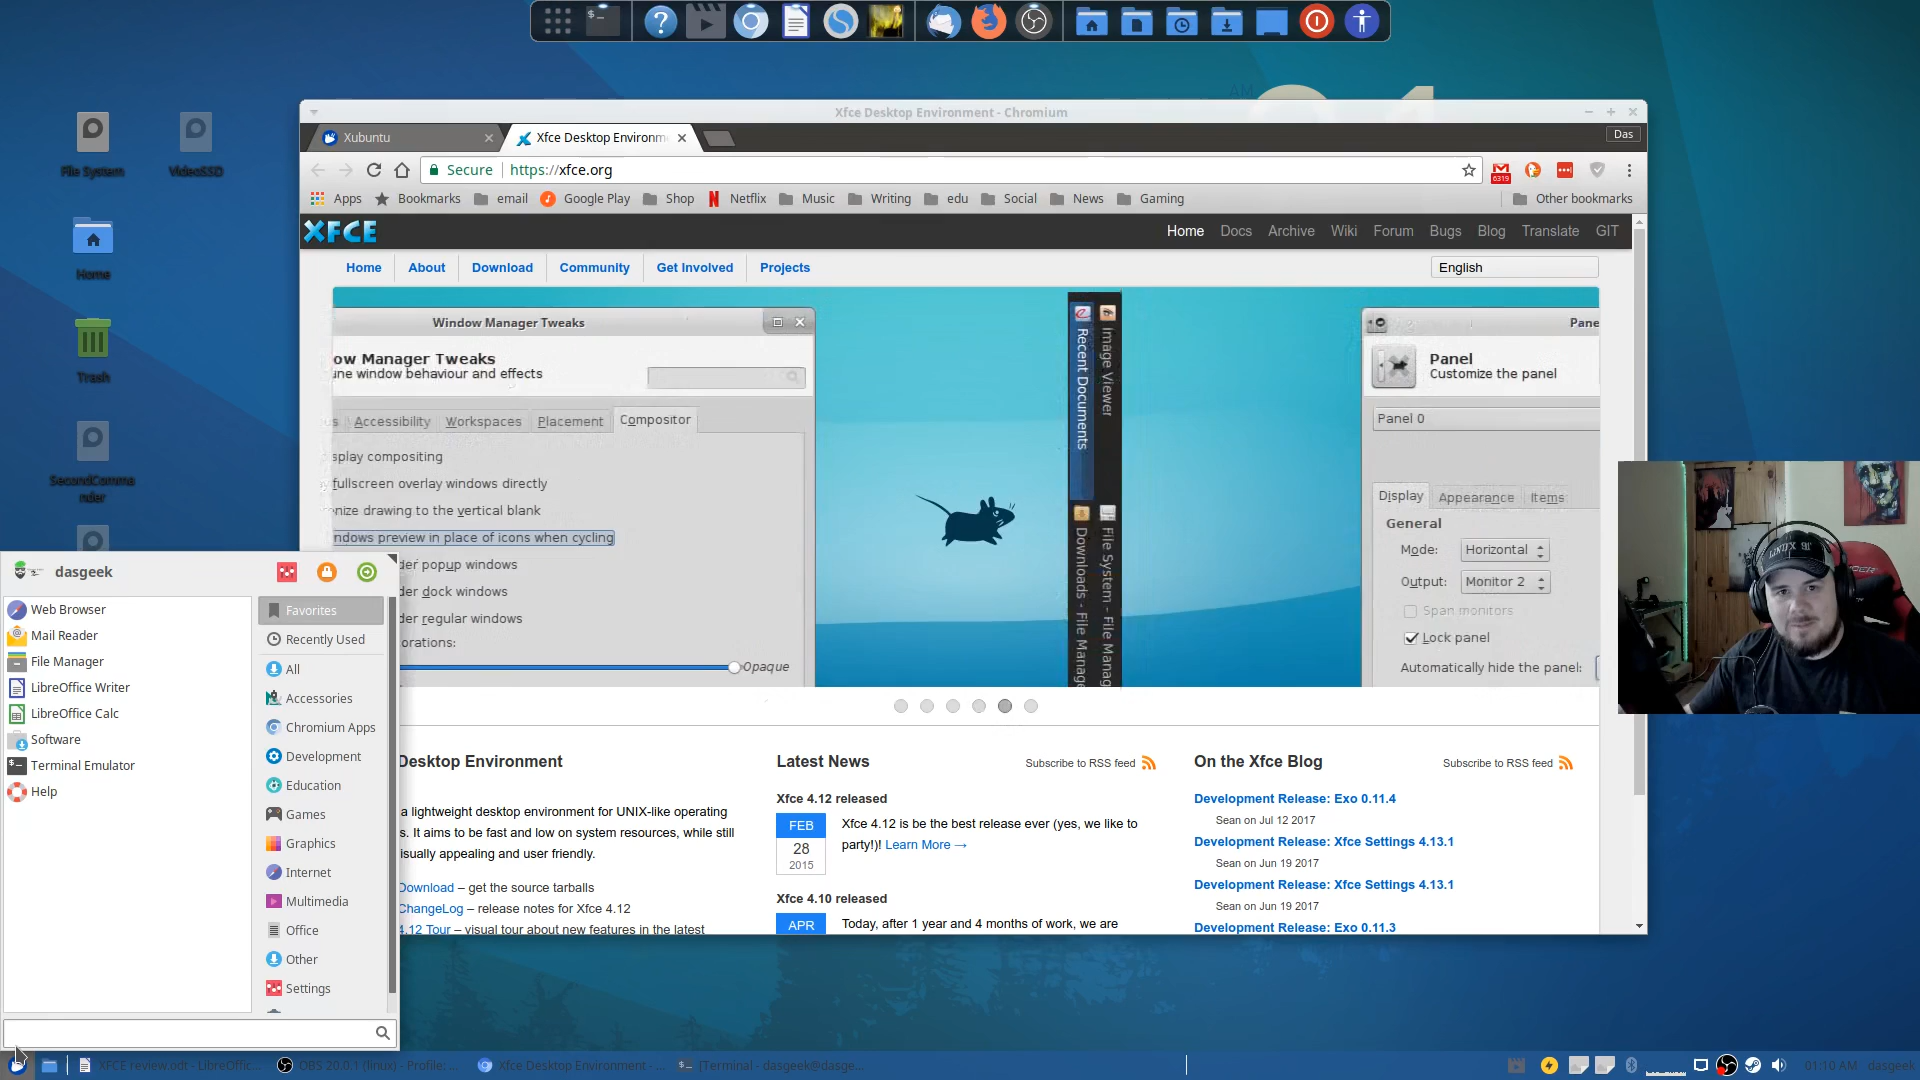 Xfce Desktop Environment - Chromium
Xubuntu
Xfce Desktop Environm
Das
Secure
https://xfce.org
6319
Apps
Bookmarks
email
Google Play
Shop
Netflix
Music
Writing
edu
Social
News
Gaming
Other bookmarks
XFCE
Home Docs Archive Wiki Forum Bugs Blog Translate GIT
Home About Download Community Get Involved Projects
English
File System
VideoSSD
Home
Trash
SecondComma
nder
Window Manager Tweaks
ow Manager Tweaks
une window behaviour and effects
s Accessibility Workspaces Placement Compositor
splay compositing
fullscreen overlay windows directly
onize drawing to the vertical blank
ndows preview in place of icons when cycling
der popup windows
der dock windows
der regular windows
orations:
Opaque
Recent Documents
Image Viewer
Downloads - File Manage
File System - File Manag
Pane
Panel
Customize the panel
Panel 0
Display Appearance Items
General
Mode: Horizontal
Output: Monitor 2
Span monitors
Lock panel
Automatically hide the panel:
dasgeek
Web Browser
Mail Reader
File Manager
LibreOffice Writer
LibreOffice Calc
Software
Terminal Emulator
Help
Favorites
Recently Used
All
Accessories
Chromium Apps
Development
Education
Games
Graphics
Internet
Multimedia
Office
Other
Settings
Desktop Environment
a lightweight desktop environment for UNIX-like operating
s. It aims to be fast and low on system resources, while still
isually appealing and user friendly.
Download – get the source tarballs
ChangeLog – release notes for Xfce 4.12
4.12 Tour – visual tour about new features in the latest
Latest News
Subscribe to RSS feed
Xfce 4.12 released
FEB
28
2015
Xfce 4.12 is be the best release ever (yes, we like to
party!)! Learn More →
Xfce 4.10 released
APR
Today, after 1 year and 4 months of work, we are
On the Xfce Blog
Subscribe to RSS feed
Development Release: Exo 0.11.4
Sean on Jul 12 2017
Development Release: Xfce Settings 4.13.1
Sean on Jun 19 2017
Development Release: Xfce Settings 4.13.1
Sean on Jun 19 2017
Development Release: Exo 0.11.3
XFCE review.odt - LibreOffic...
OBS 20.0.1 (linux) - Profile: ...
Xfce Desktop Environment - ...
[Terminal - dasgeek@dasge...
01:10 AM
dasgeek